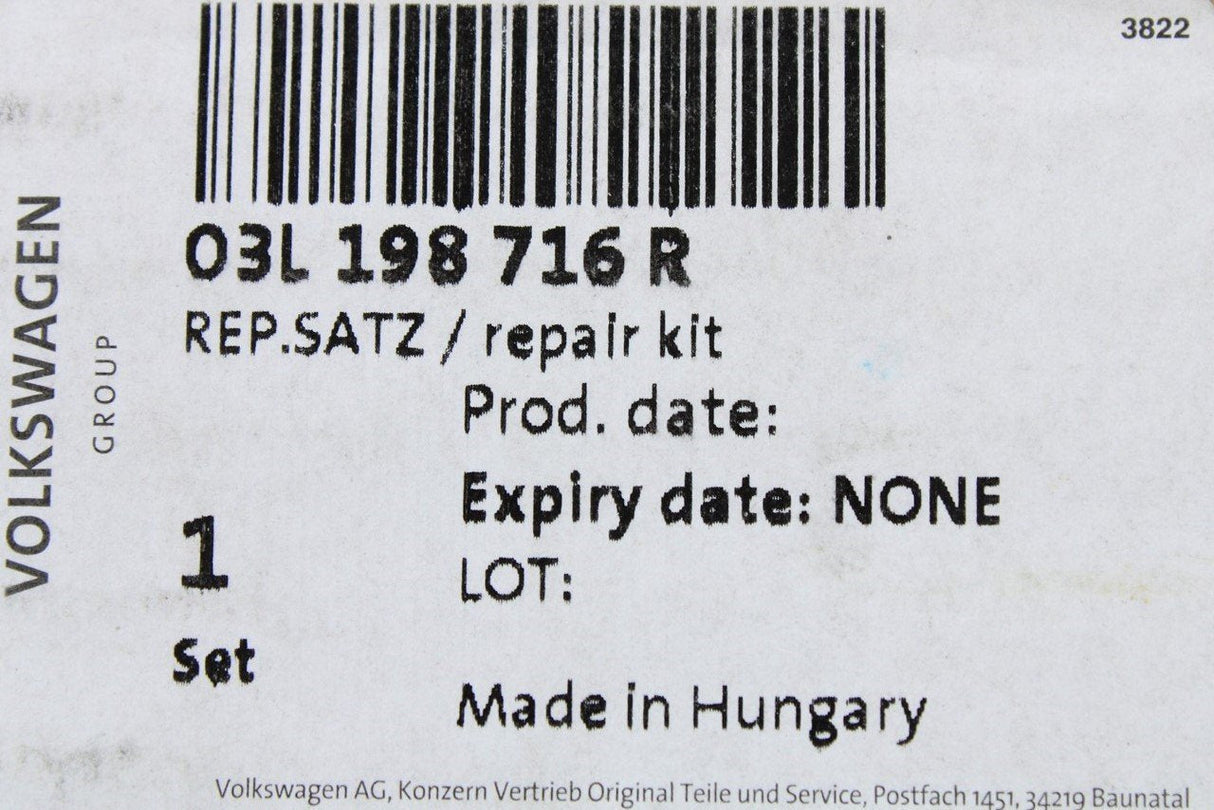 3822
03L 198 716 R
REP.SATZ / repair kit
Prod. date:
Expiry date: NONE
1
LOT:
Set
Made in Hungary
Volkswagen AG, Konzern Vertrieb Original Teile und Service, Postfach 1451, 34219 Baunatal
VOLKSWAGEN
GROUP